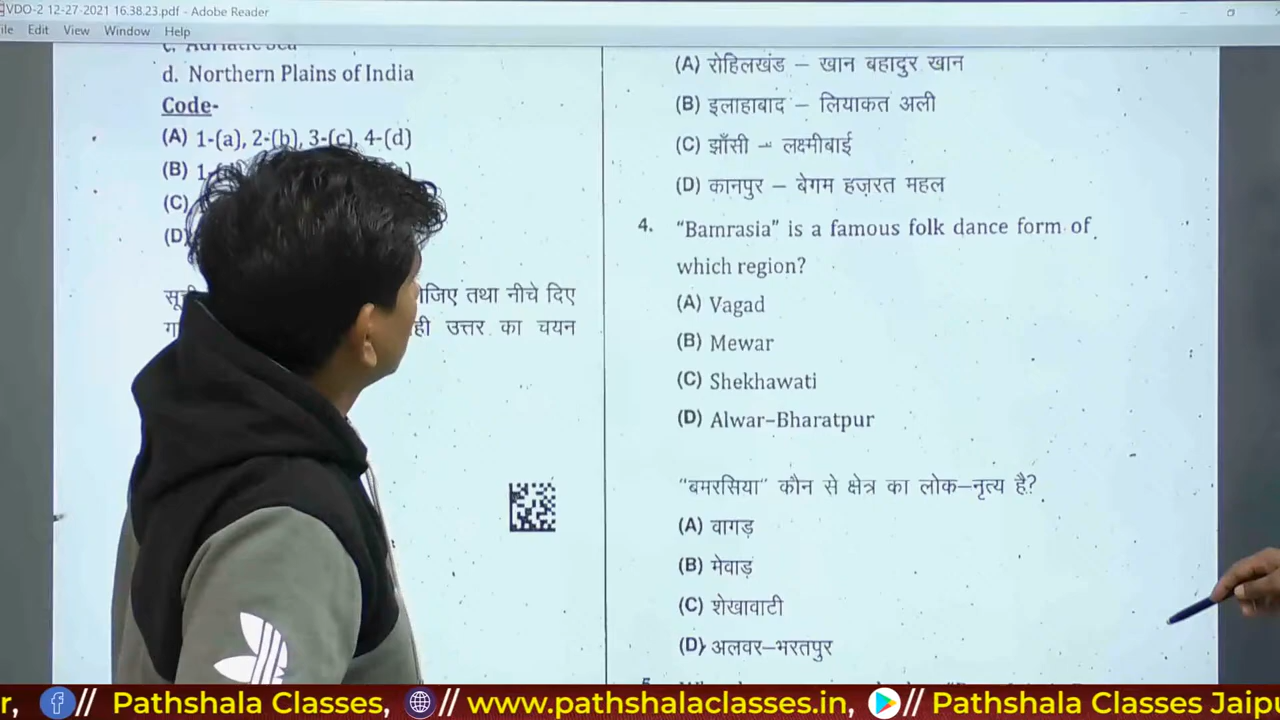 VDO-2 12-27-2021 16.38.23.pdf - Adobe Reader
ile Edit View Window Help
d. Northern Plains of India
Code-
(A) 1-(a), 2-(b), 3-(c), 4-(d)
(B)
(C)
(D)
ोजिए तथा नीचे दिए
ही उत्तर का चयन
(A) रोहिलखंड – खान बहादुर खान
(B) इलाहाबाद – लियाकत अली
(C) झाँसी – लक्ष्मीबाई
(D) कानपुर – बेगम हज़रत महल
4. “Bamrasia” is a famous folk dance form of
which region?
(A) Vagad
(B) Mewar
(C) Shekhawati
(D) Alwar–Bharatpur
“बमरसिया” कौन से क्षेत्र का लोक–नृत्य है?
(A) वागड़
(B) मेवाड़
(C) शेखावाटी
(D) अलवर–भरतपुर
r, // Pathshala Classes, // www.pathshalaclasses.in, // Pathshala Classes Jaipu